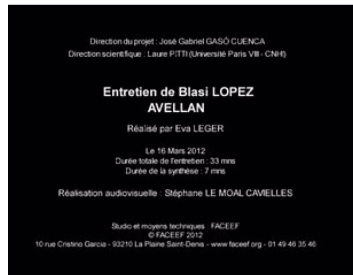 Direction du projet : José Gabriel GASÓ CUENCA
Direction scientifique : Laure PITTI (Université Paris VIII - CNHI)
Entretien de Blasi LOPEZ
AVELLAN
Réalisé par Eva LEGER
Le 16 Mars 2012
Durée totale de l'entretien : 33 mns
Durée de la synthèse : 7 mns
Réalisation audiovisuelle : Stéphane LE MOAL CAVIELLES
Studio et moyens techniques : FACEEF
© FACEEF 2012
10 rue Cristino Garcia - 93210 La Plaine Saint-Denis - www.faceef.org - 01 49 46 35 46